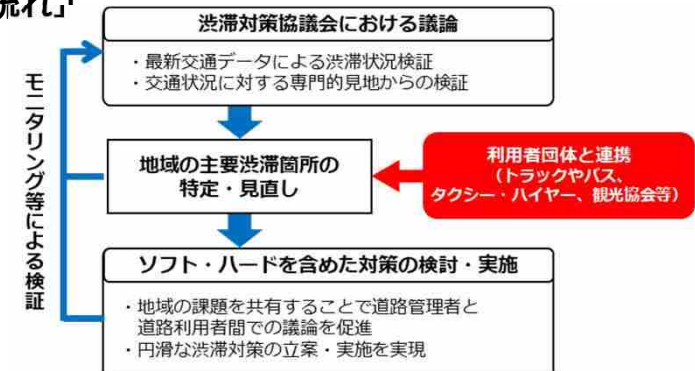 流れ」
渋滞対策協議会における議論
・最新交通データによる渋滞状況検証
・交通状況に対する専門的見地からの検証
モニタリング等による検証
地域の主要渋滞箇所の
特定・見直し
利用者団体と連携
(トラックやバス、
タクシー・ハイヤー、観光協会等)
ソフト・ハードを含めた対策の検討・実施
・地域の課題を共有することで道路管理者と
道路利用者間での議論を促進
・円滑な渋滞対策の立案・実施を実現